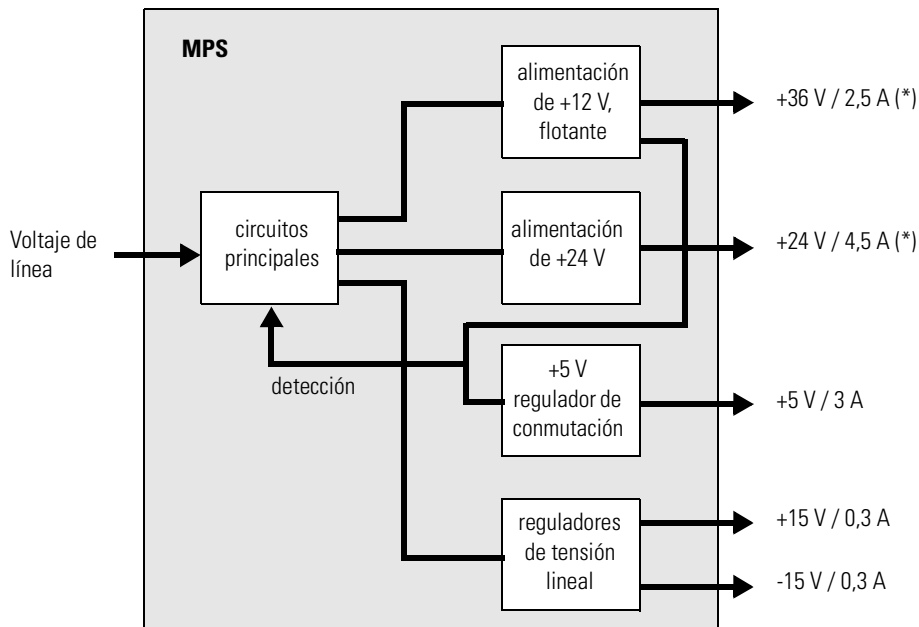 MPS
alimentación
de +12 V,
flotante
+36 V / 2,5 A (*)
Voltaje de
línea
circuitos
principales
alimentación
de +24 V
+24 V / 4,5 A (*)
detección
+5 V
regulador de
conmutación
+5 V / 3 A
reguladores
de tensión
lineal
+15 V / 0,3 A
-15 V / 0,3 A